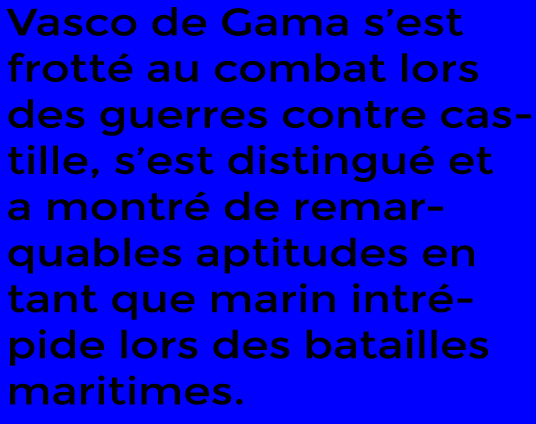 Vasco de Gama s’est
frotté au combat lors
des guerres contre cas-
tille, s’est distingué et
a montré de remar-
quables aptitudes en
tant que marin intré-
pide lors des batailles
maritimes.